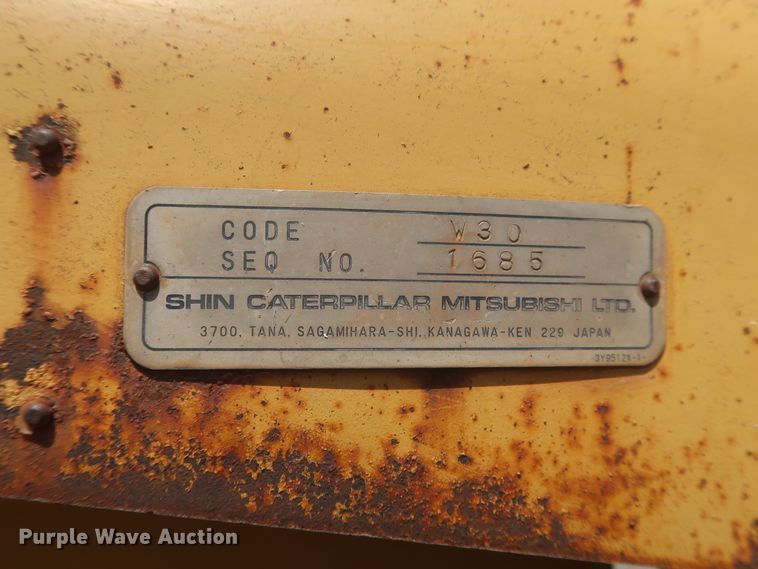 CODE W30
SEQ NO. 1685
SHIN CATERPILLAR MITSUBISHI LTD.
3700, TANA, SAGAMIHARA-SHI, KANAGAWA-KEN 229 JAPAN
Purple Wave Auction